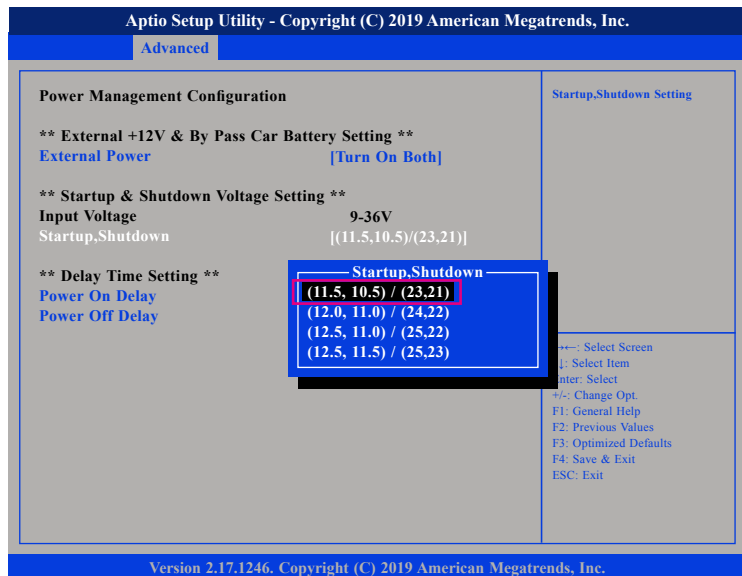 Aptio Setup Utility - Copyright (C) 2019 American Megatrends, Inc.
Advanced
Power Management Configuration
** External +12V & By Pass Car Battery Setting **
External Power [Turn On Both]
** Startup & Shutdown Voltage Setting **
Input Voltage 9-36V
Startup,Shutdown [(11.5,10.5)/(23,21)]
** Delay Time Setting **
Power On Delay
Power Off Delay
Startup,Shutdown
(11.5, 10.5) / (23,21)
(12.0, 11.0) / (24,22)
(12.5, 11.0) / (25,22)
(12.5, 11.5) / (25,23)
Startup,Shutdown Setting
→←: Select Screen
↓: Select Item
nter: Select
+/-: Change Opt.
F1: General Help
F2: Previous Values
F3: Optimized Defaults
F4: Save & Exit
ESC: Exit
Version 2.17.1246. Copyright (C) 2019 American Megatrends, Inc.